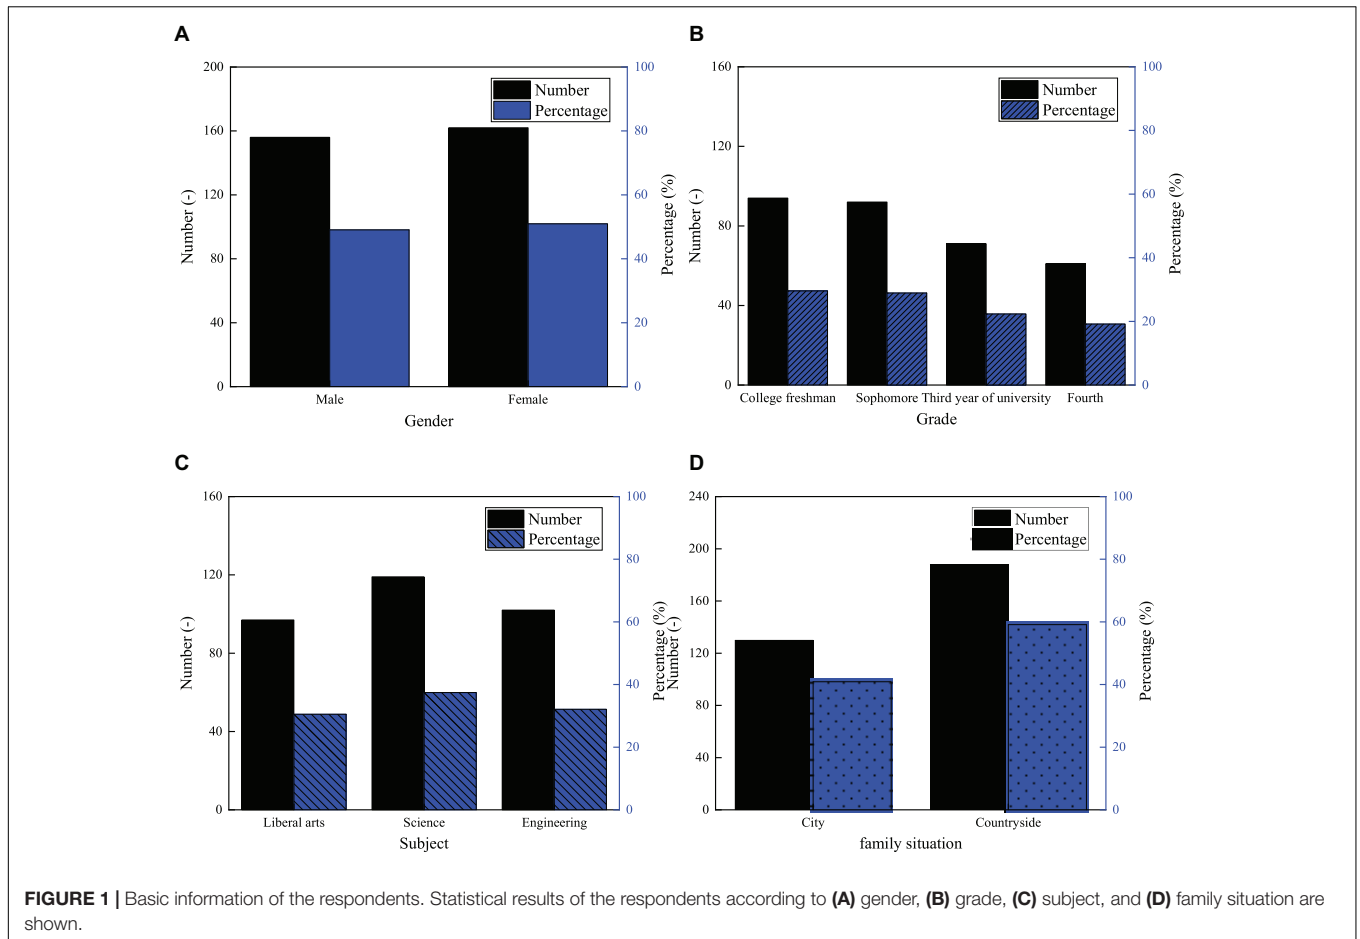 A
200
160
120
80
40
0
Number (-)
Number
Percentage
100
80
60
40
20
0
Percentage (%)
Male
Female
Gender
B
160
120
80
40
0
Number (-)
Number
Percentage
100
80
60
40
20
0
Percentage (%)
College freshman
Sophomore
Third year of university
Fourth
Grade
C
160
120
80
40
0
Number (-)
Number
Percentage
100
80
60
40
20
0
Percentage (%)
Liberal arts
Science
Engineering
Subject
D
240
200
160
120
80
40
0
Number (-)
Number
Percentage
100
80
60
40
20
0
Percentage (%)
City
Countryside
family situation
FIGURE 1 | Basic information of the respondents. Statistical results of the respondents according to (A) gender, (B) grade, (C) subject, and (D) family situation are
shown.